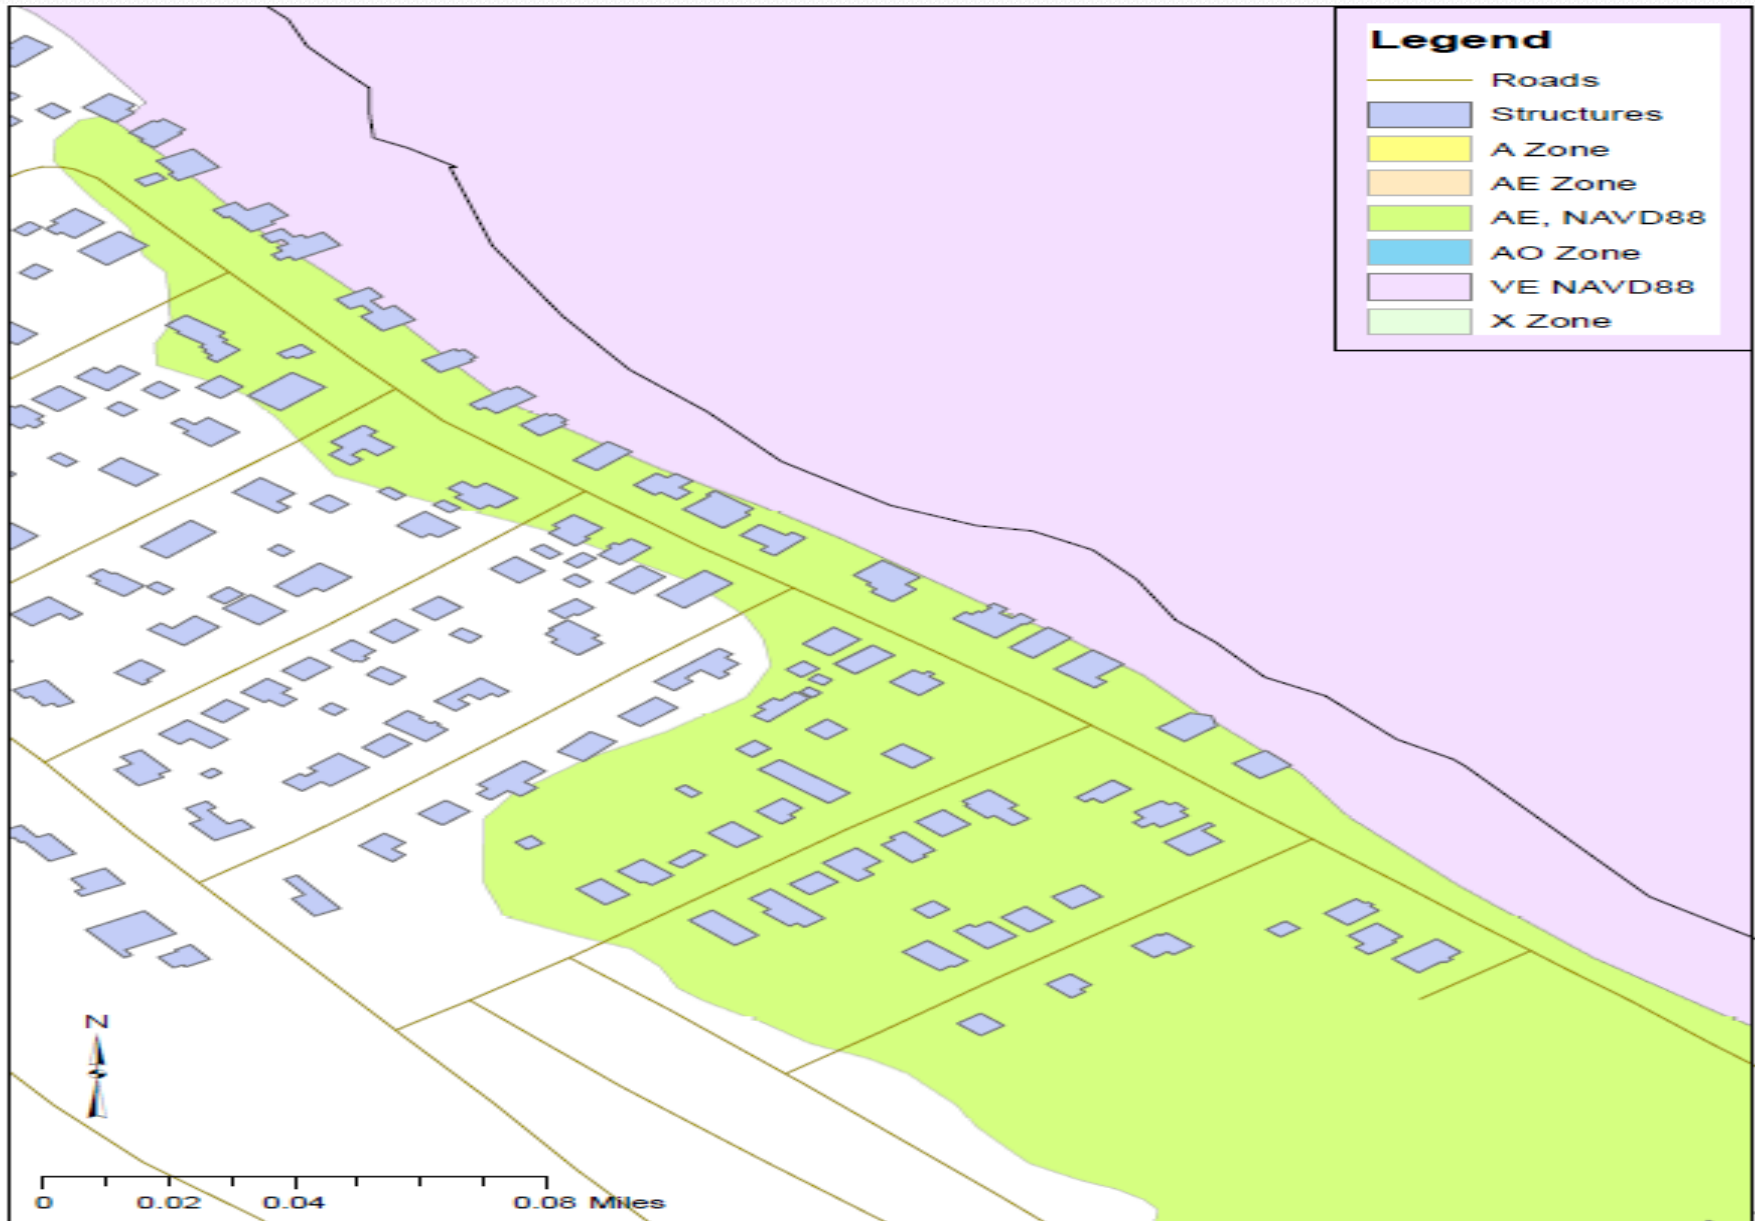 Legend
Roads
Structures
A Zone
AE Zone
AE, NAVD88
AO Zone
VE NAVD88
X Zone
N
0 0.02 0.04 0.08 Miles